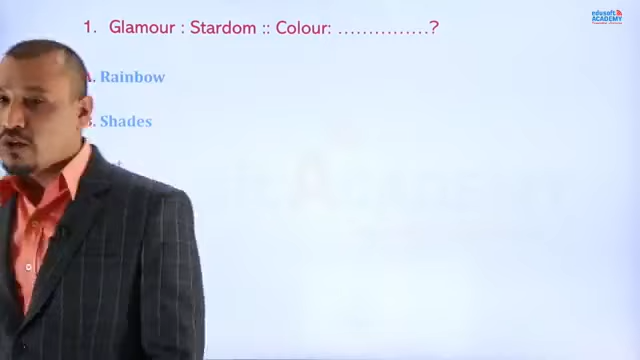 edusoft
ACADEMY
1. Glamour : Stardom :: Colour: ……………?
A. Rainbow
B. Shades